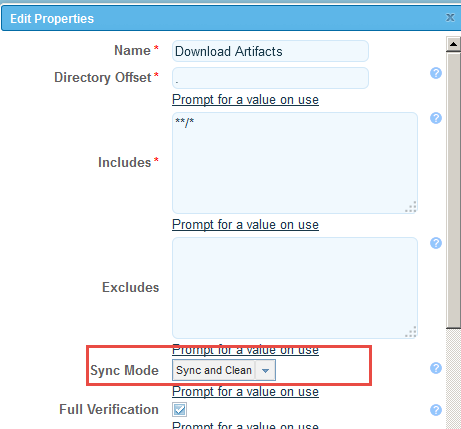 Edit Properties
Name * Download Artifacts
Directory Offset * .
Prompt for a value on use
Includes * **/*
Prompt for a value on use
Excludes
Prompt for a value on use
Sync Mode Sync and Clean
Prompt for a value on use
Full Verification
Prompt for a value on use